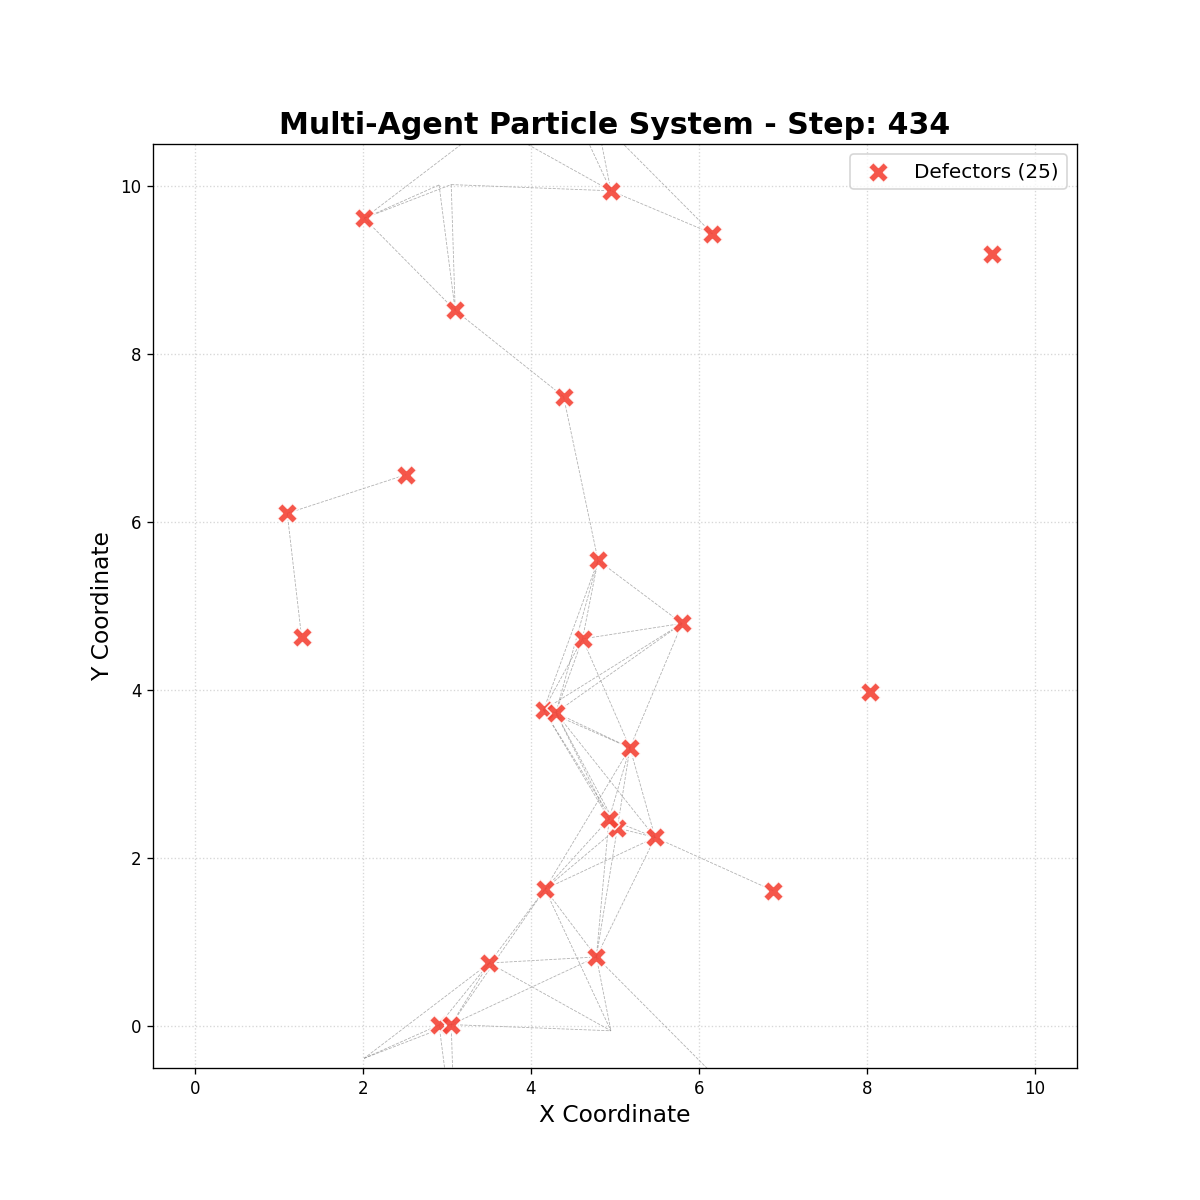 Multi-Agent Particle System - Step: 434
Defectors (25)
10
8
6
4
2
0
Y Coordinate
0 2 4 6 8 10
X Coordinate